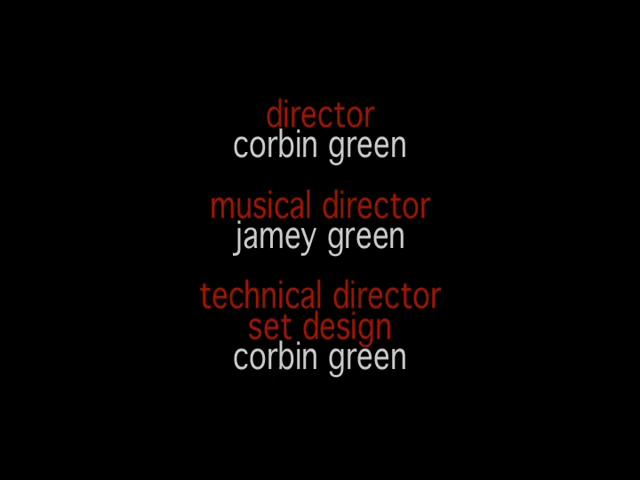 director
corbin green
musical director
jamey green
technical director
set design
corbin green